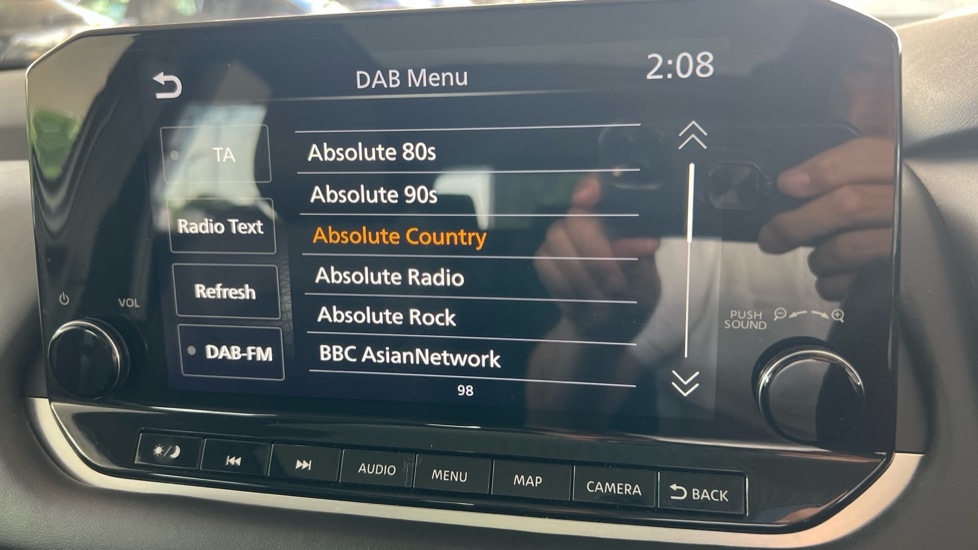 DAB Menu
2:08
TA
Radio Text
Refresh
DAB-FM
Absolute 80s
Absolute 90s
Absolute Country
Absolute Radio
Absolute Rock
BBC AsianNetwork
98
VOL
PUSH
SOUND
AUDIO
MENU
MAP
CAMERA
BACK